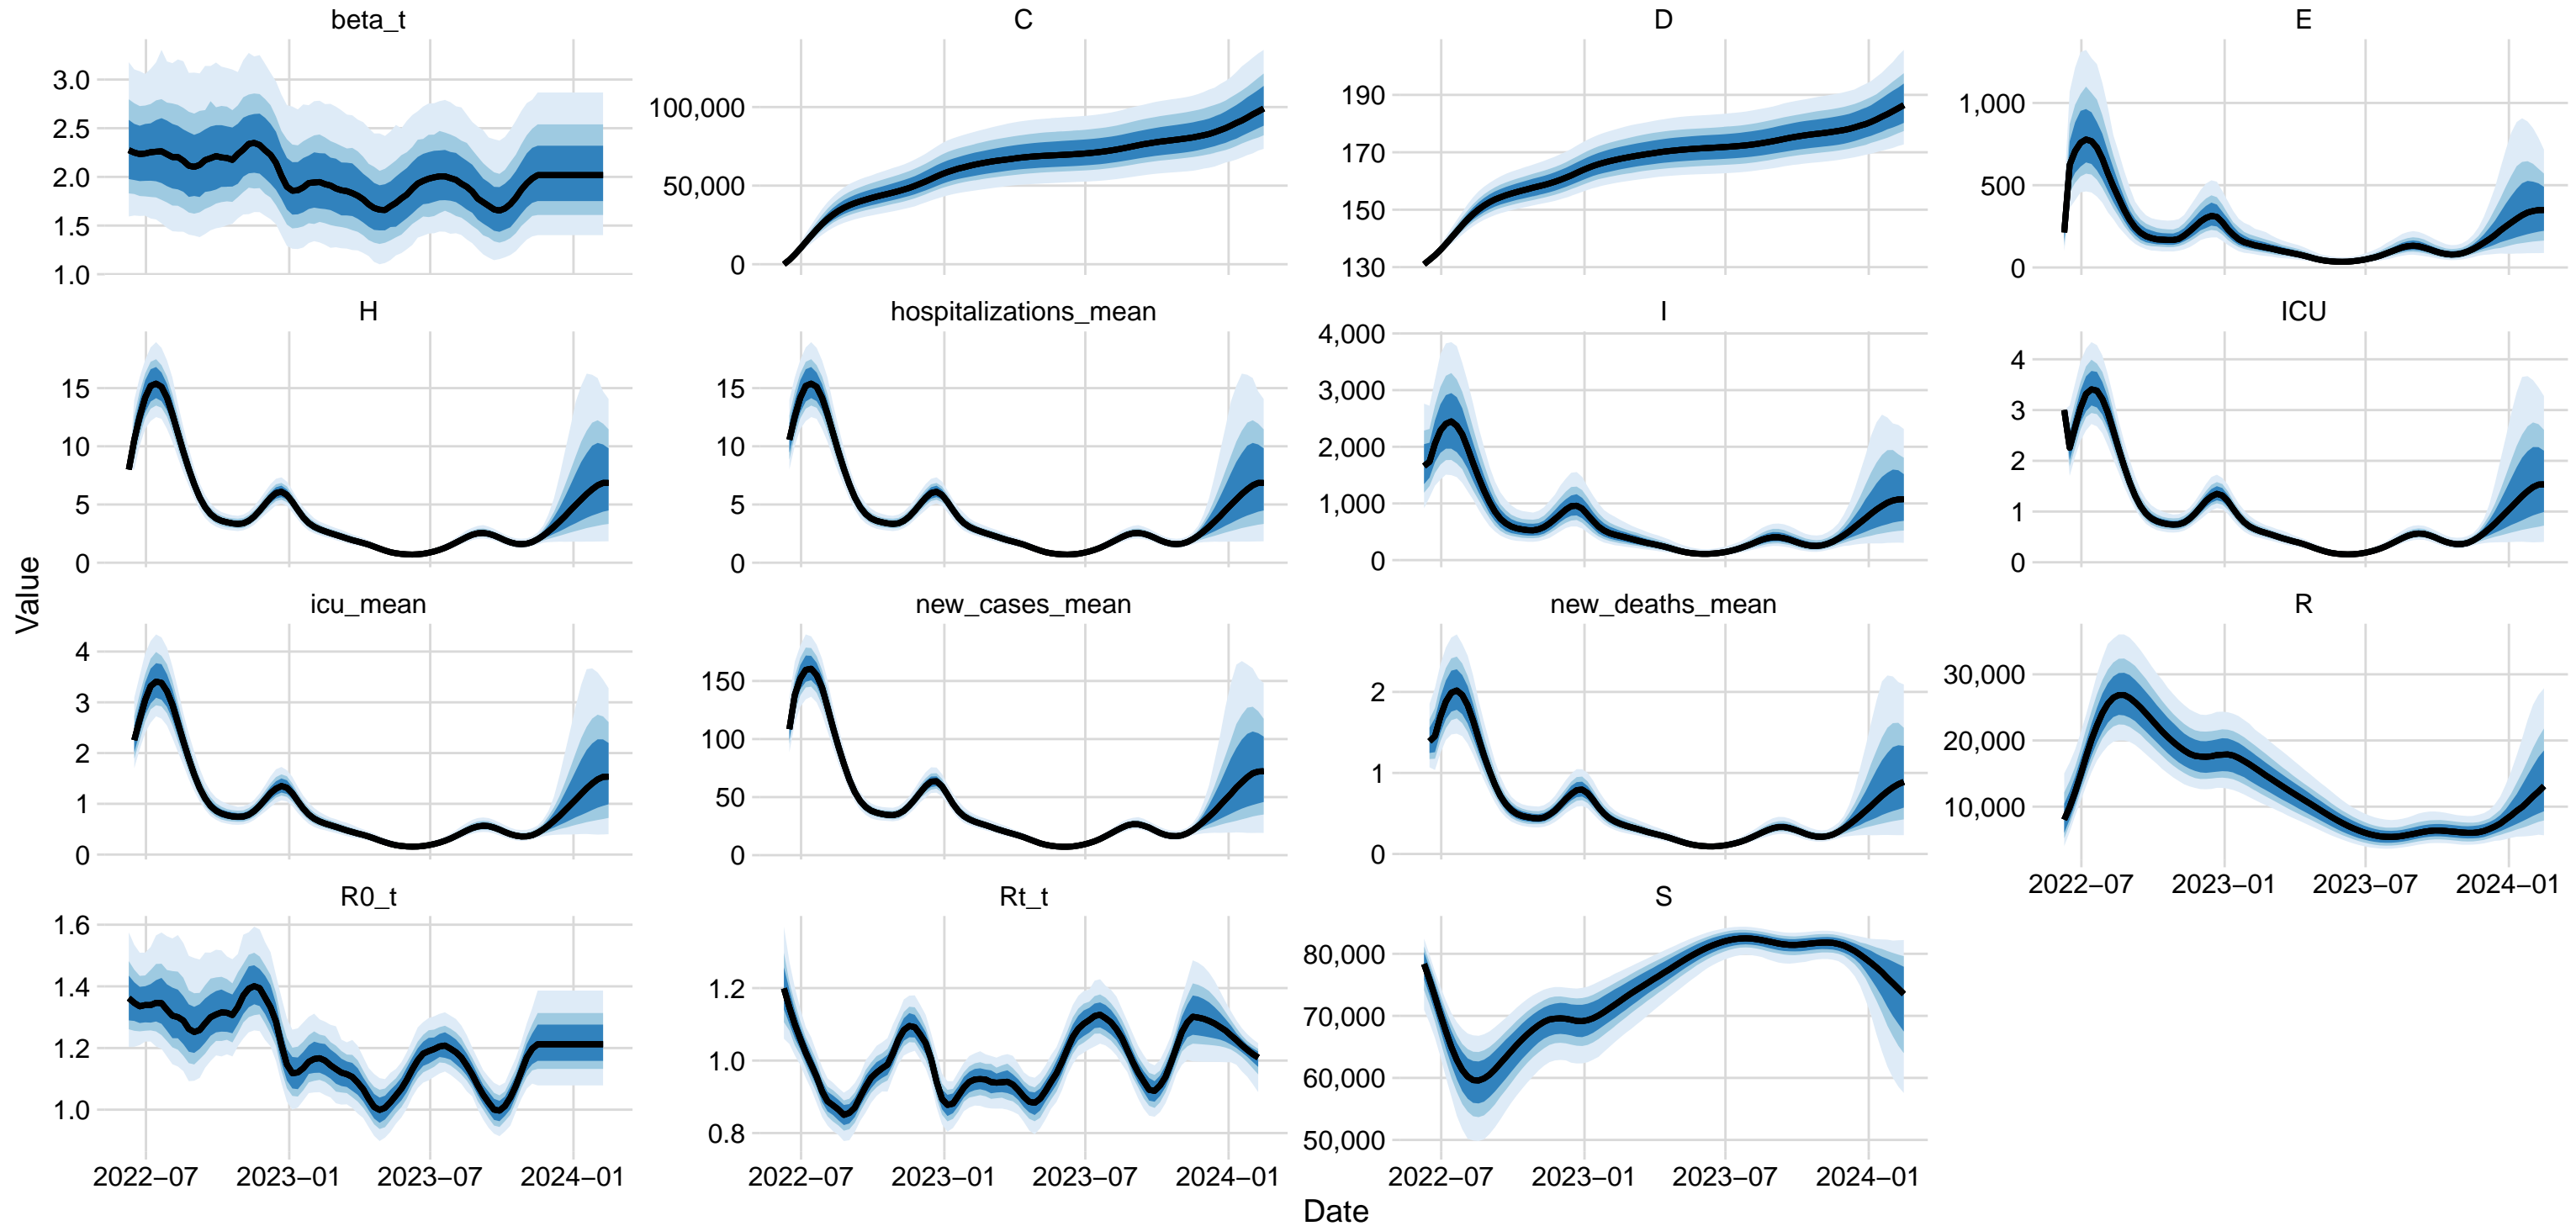 beta_t
C
D
E
3.0
2.5
2.0
1.5
1.0
100,000
50,000
0
190
170
150
130
1,000
500
0
H
hospitalizations_mean
I
ICU
15
10
5
0
15
10
5
0
4,000
3,000
2,000
1,000
0
4
3
2
1
0
Value
icu_mean
new_cases_mean
new_deaths_mean
R
4
3
2
1
0
150
100
50
0
2
1
0
30,000
20,000
10,000
2022−07 2023−01 2023−07 2024−01
R0_t
Rt_t
S
1.6
1.4
1.2
1.0
1.2
1.0
0.8
80,000
70,000
60,000
50,000
2022−07 2023−01 2023−07 2024−01
2022−07 2023−01 2023−07 2024−01
2022−07 2023−01 2023−07 2024−01
Date